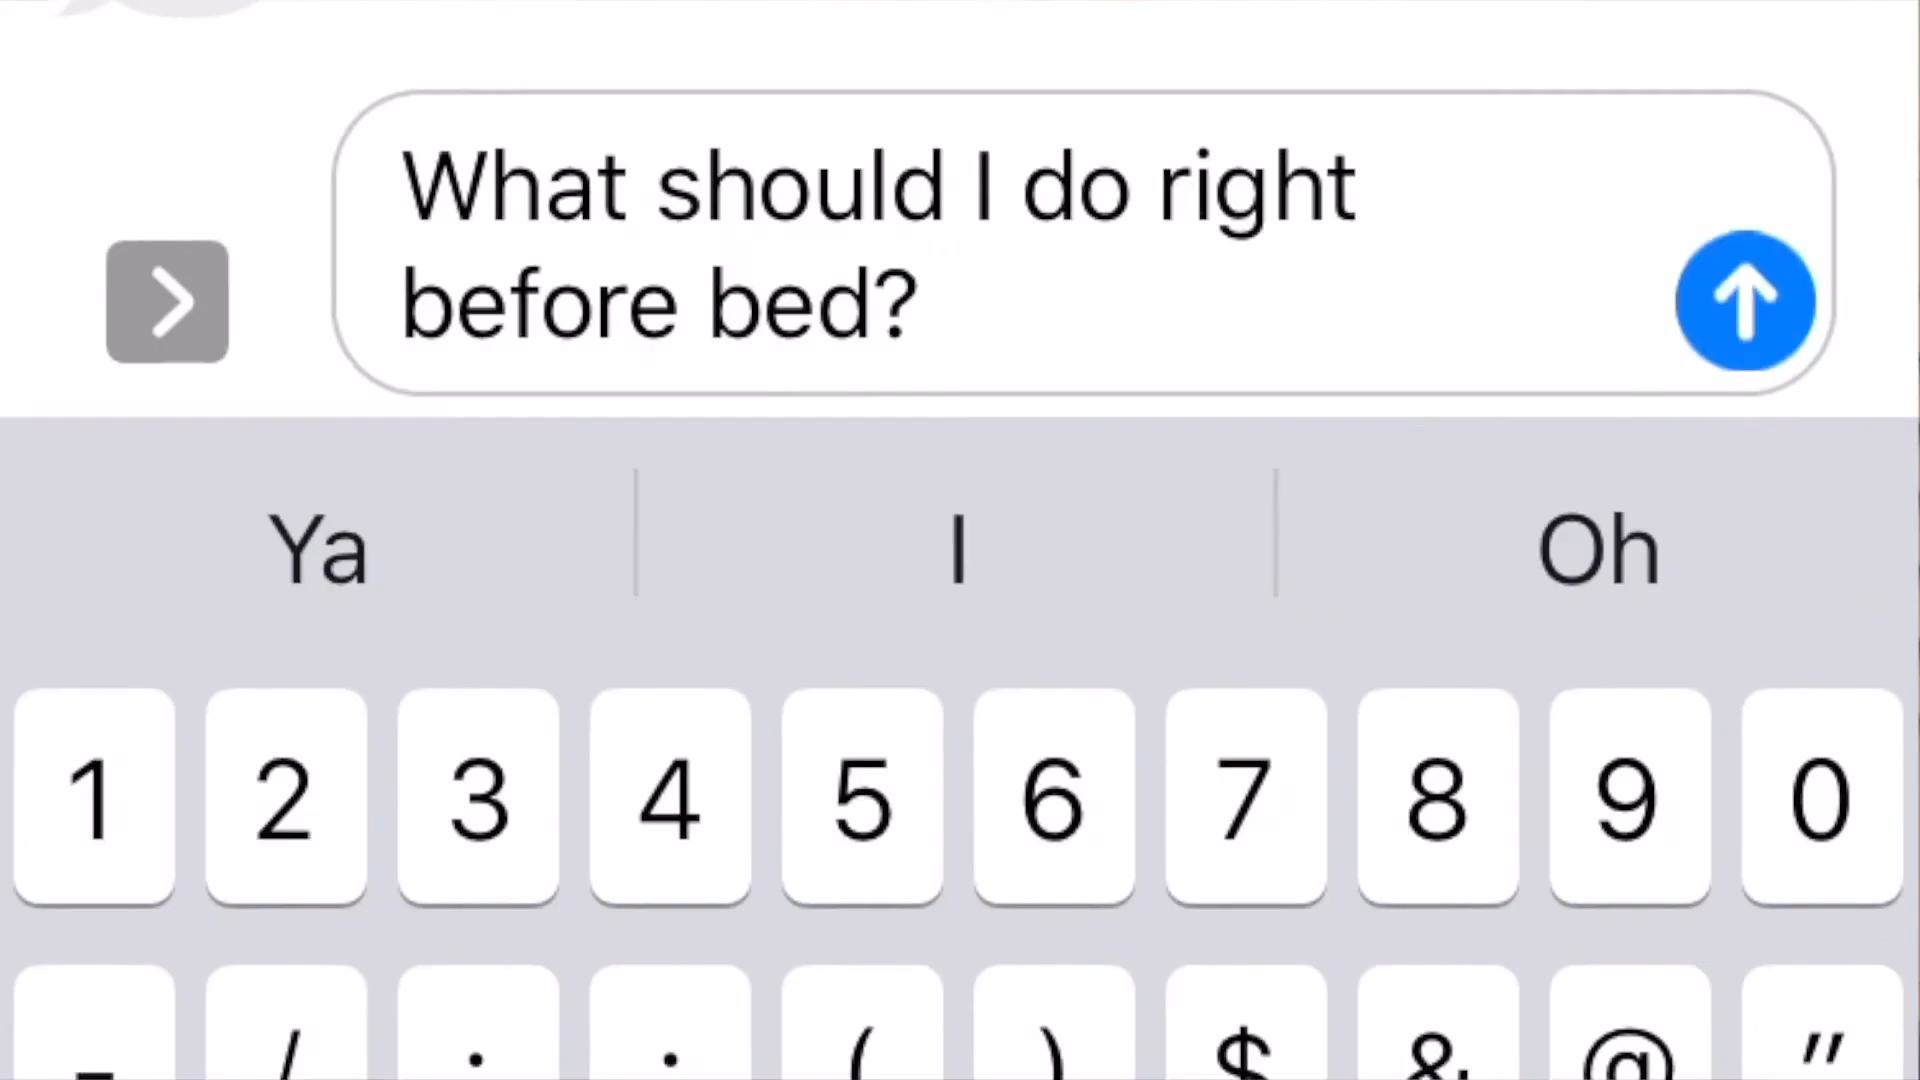 What should I do right
before bed?
Ya I Oh
1 2 3 4 5 6 7 8 9 0
- / : ; ( ) $ & @ "